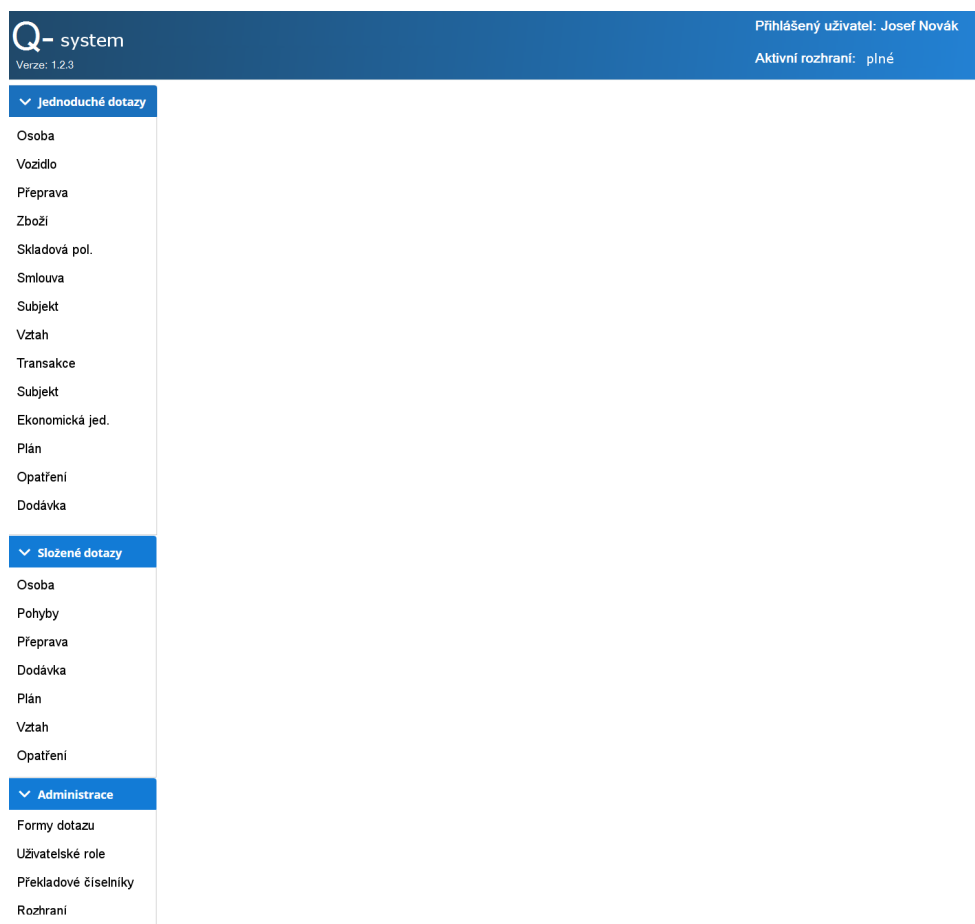 Q- system
Verze: 1.2.3
Přihlášený uživatel: Josef Novák
Aktivní rozhraní: plné
Jednoduché dotazy
Osoba
Vozidlo
Přeprava
Zboží
Skladová pol.
Smlouva
Subjekt
Vztah
Transakce
Subjekt
Ekonomická jed.
Plán
Opatření
Dodávka
Složené dotazy
Osoba
Pohyby
Přeprava
Dodávka
Plán
Vztah
Opatření
Administrace
Formy dotazu
Uživatelské role
Překladové číselníky
Rozhraní